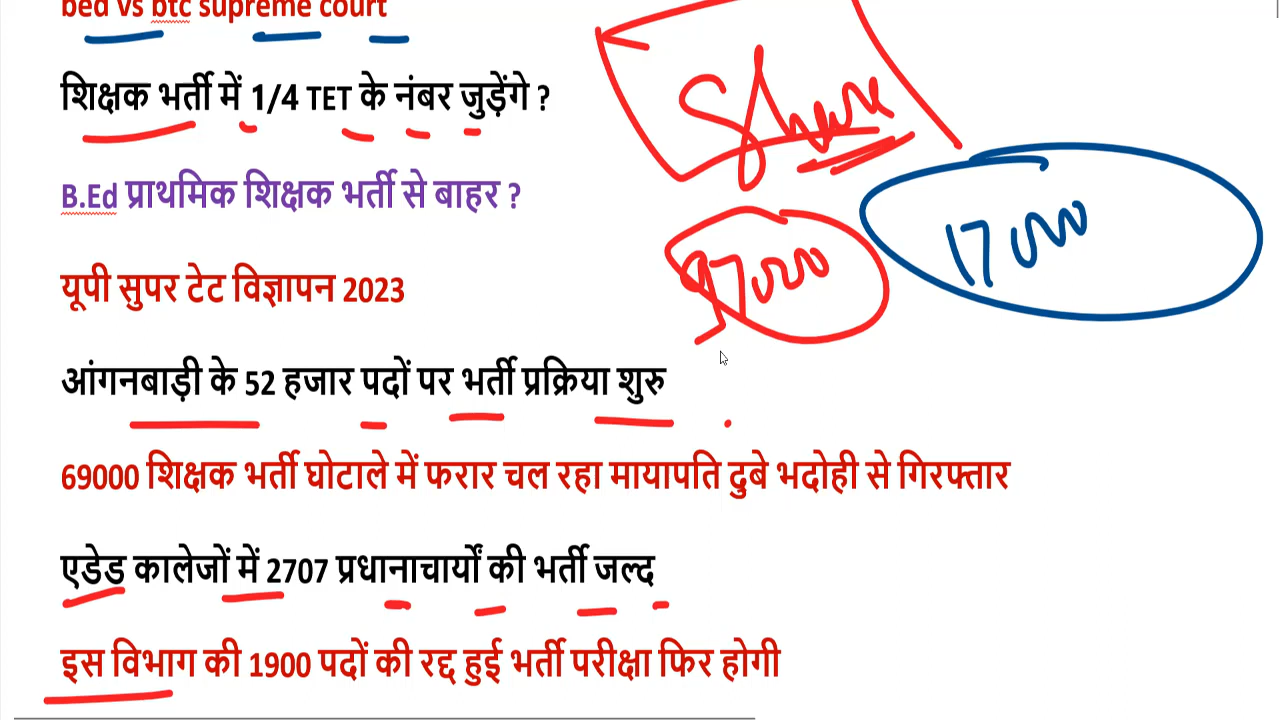 bed vs btc supreme court
शिक्षक भर्ती में 1/4 TET के नंबर जुड़ेंगे ?
Share
B.Ed प्राथमिक शिक्षक भर्ती से बाहर ?
17000
97000
यूपी सुपर टेट विज्ञापन 2023
आंगनबाड़ी के 52 हजार पदों पर भर्ती प्रक्रिया शुरु
69000 शिक्षक भर्ती घोटाले में फरार चल रहा मायापति दुबे भदोही से गिरफ्तार
एडेड कालेजों में 2707 प्रधानाचार्यों की भर्ती जल्द
इस विभाग की 1900 पदों की रद्द हुई भर्ती परीक्षा फिर होगी